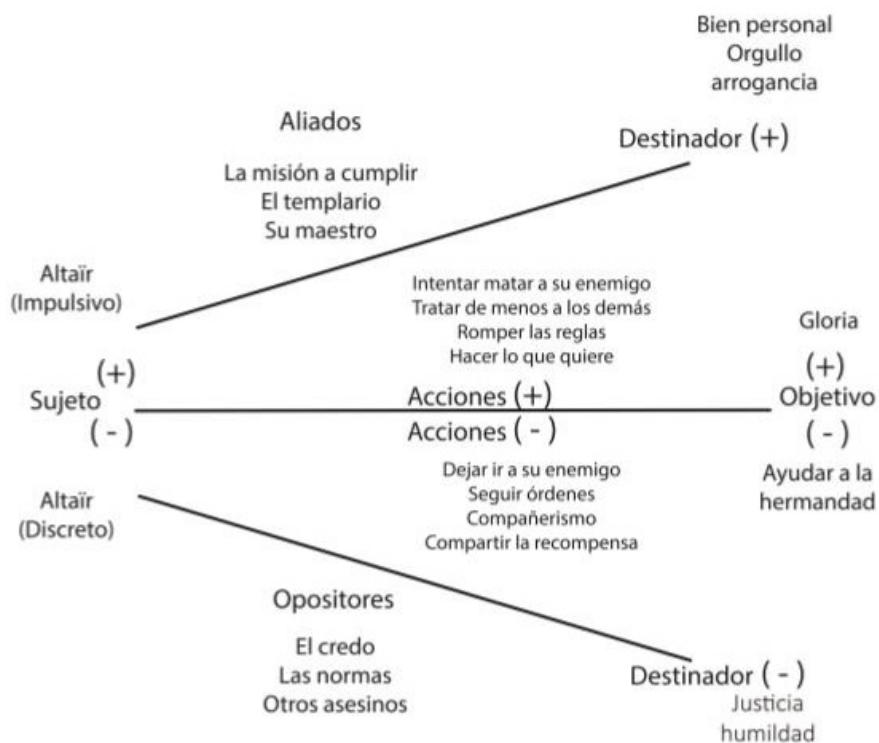 Bien personal
Orgullo
arrogancia
Aliados
Destinador (+)
La misión a cumplir
El templario
Su maestro
Altaïr
(Impulsivo)
Intentar matar a su enemigo
Tratar de menos a los demás
Romper las reglas
Hacer lo que quiere
Gloria
(+)
(+)
Sujeto
Acciones (+)
Objetivo
(-)
Acciones (-)
(-)
Altaïr
(Discreto)
Dejar ir a su enemigo
Seguir órdenes
Compañerismo
Compartir la recompensa
Ayudar a la
hermandad
Opositores
El credo
Las normas
Otros asesinos
Destinador (-)
Justicia
humildad